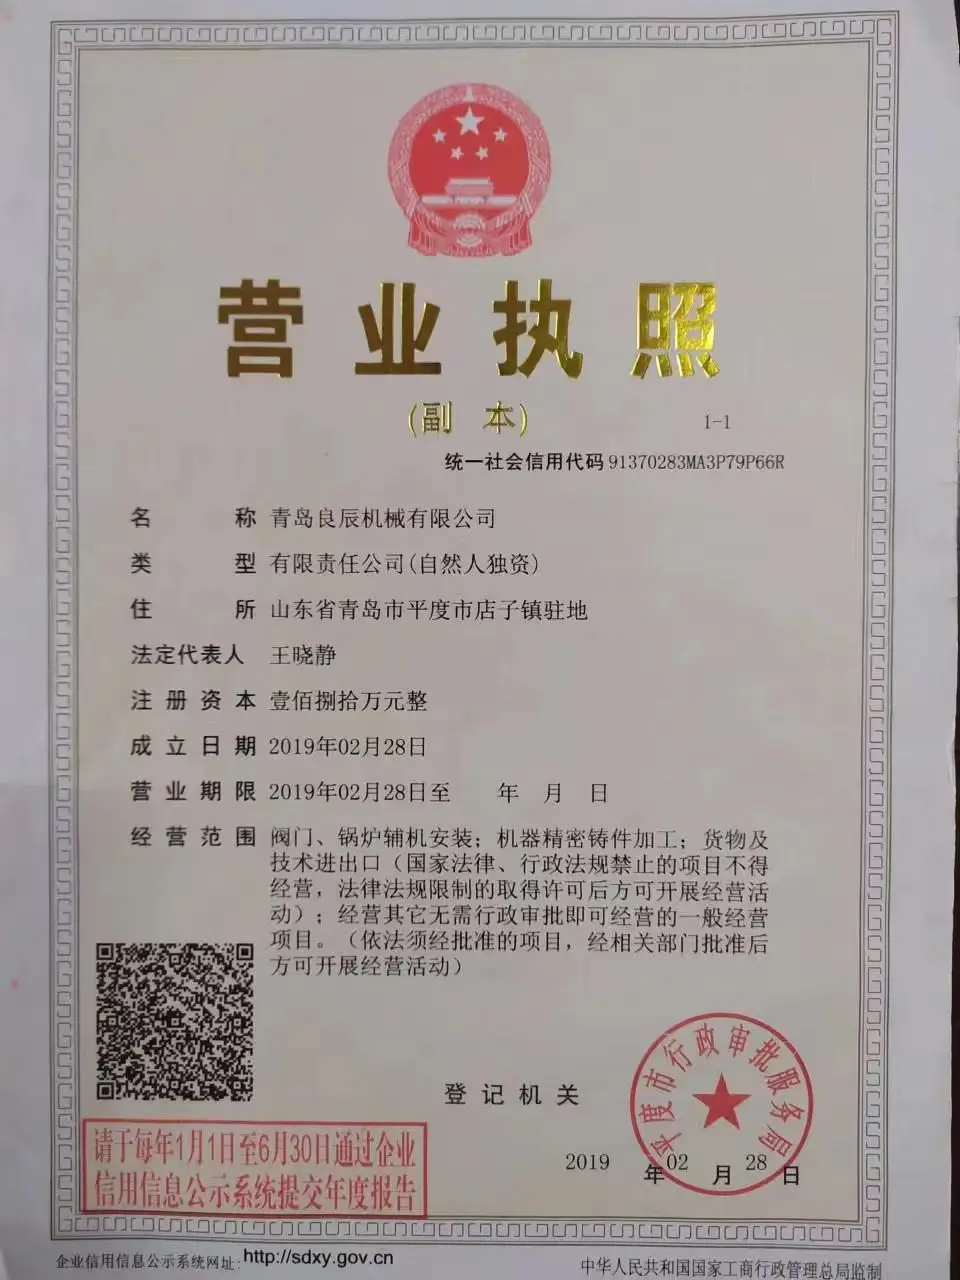 营业执照
(副 本)
1-1
统一社会信用代码 91370283MA3P79P66R
名 称 青岛良辰机械有限公司
类 型 有限责任公司(自然人独资)
住 所 山东省青岛市平度市店子镇驻地
法定代表人 王晓静
注册资本 壹佰捌拾万元整
成立日期 2019年02月28日
营业期限 2019年02月28日至 年 月 日
经营范围 阀门、锅炉辅机安装；机器精密铸件加工；货物及
技术进出口（国家法律、行政法规禁止的项目不得
经营，法律法规限制的取得许可后方可开展经营活
动）；经营其它无需行政审批即可经营的一般经营
项目。（依法须经批准的项目，经相关部门批准后
方可开展经营活动）
登记机关
平度市行政审批服务局
2019 年 02 月 28 日
请于每年1月1日至6月30日通过企业
信用信息公示系统提交年度报告
企业信用信息公示系统网址: http://sdxy.gov.cn
中华人民共和国国家工商行政管理总局监制